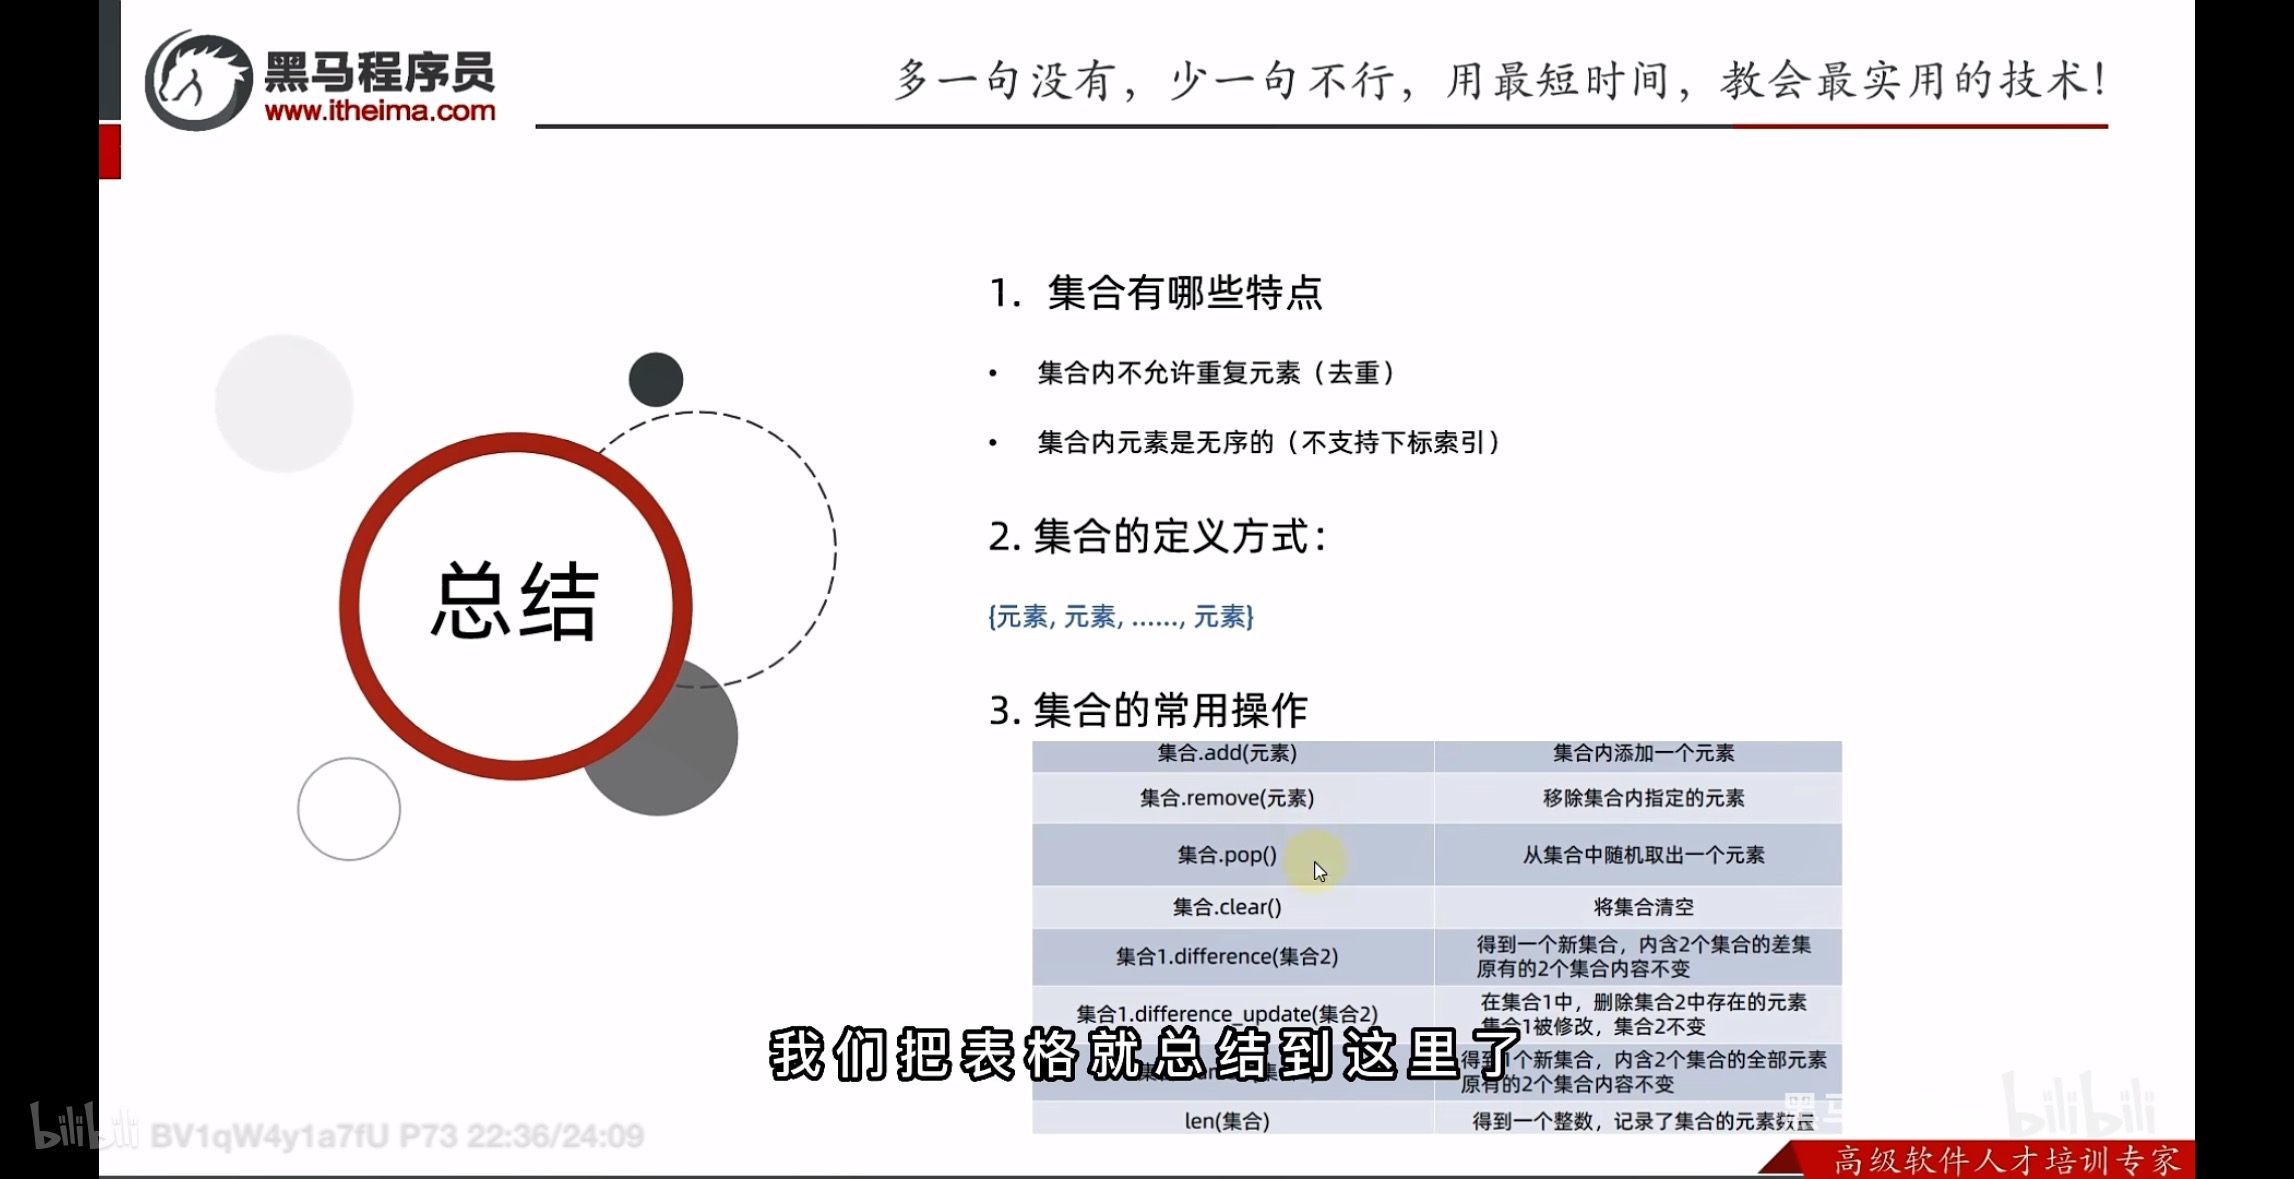 黑马程序员
www.itheima.com
多一句没有，少一句不行，用最短时间，教会最实用的技术！
总结
1. 集合有哪些特点
• 集合内不允许重复元素（去重）
• 集合内元素是无序的（不支持下标索引）
2. 集合的定义方式：
{元素, 元素, ......, 元素}
3. 集合的常用操作
集合.add(元素) 集合内添加一个元素
集合.remove(元素) 移除集合内指定的元素
集合.pop() 从集合中随机取出一个元素
集合.clear() 将集合清空
集合1.difference(集合2) 得到一个新集合，内含2个集合的差集
原有的2个集合内容不变
集合1.difference_update(集合2) 在集合1中，删除集合2中存在的元素
集合1被修改，集合2不变
1个新集合，内含2个集合的全部元素
原有的2个集合内容不变
len(集合) 得到一个整数，记录了集合的元素数
我们把表格就总结到这里了
bilibili BV1qW4y1a7fU P73 22:36/24:09
bilibili
高级软件人才培训专家